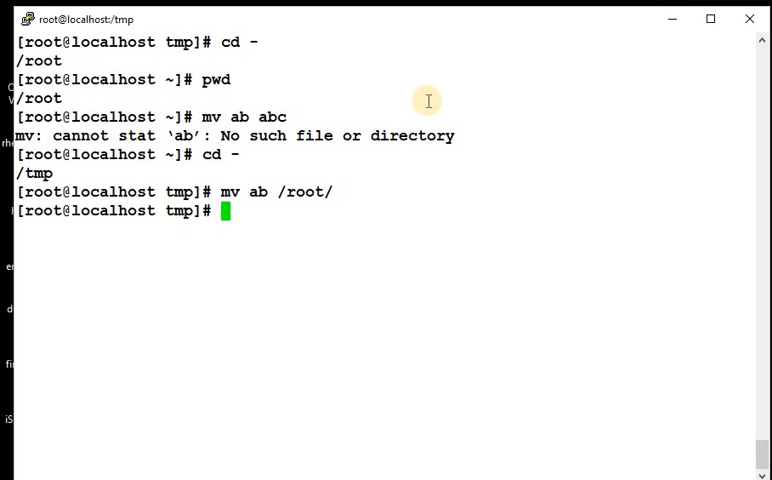 root@localhost:/tmp
[root@localhost tmp]# cd -
/root
[root@localhost ~]# pwd
/root
[root@localhost ~]# mv ab abc
mv: cannot stat ‘ab’: No such file or directory
[root@localhost ~]# cd -
/tmp
[root@localhost tmp]# mv ab /root/
[root@localhost tmp]#